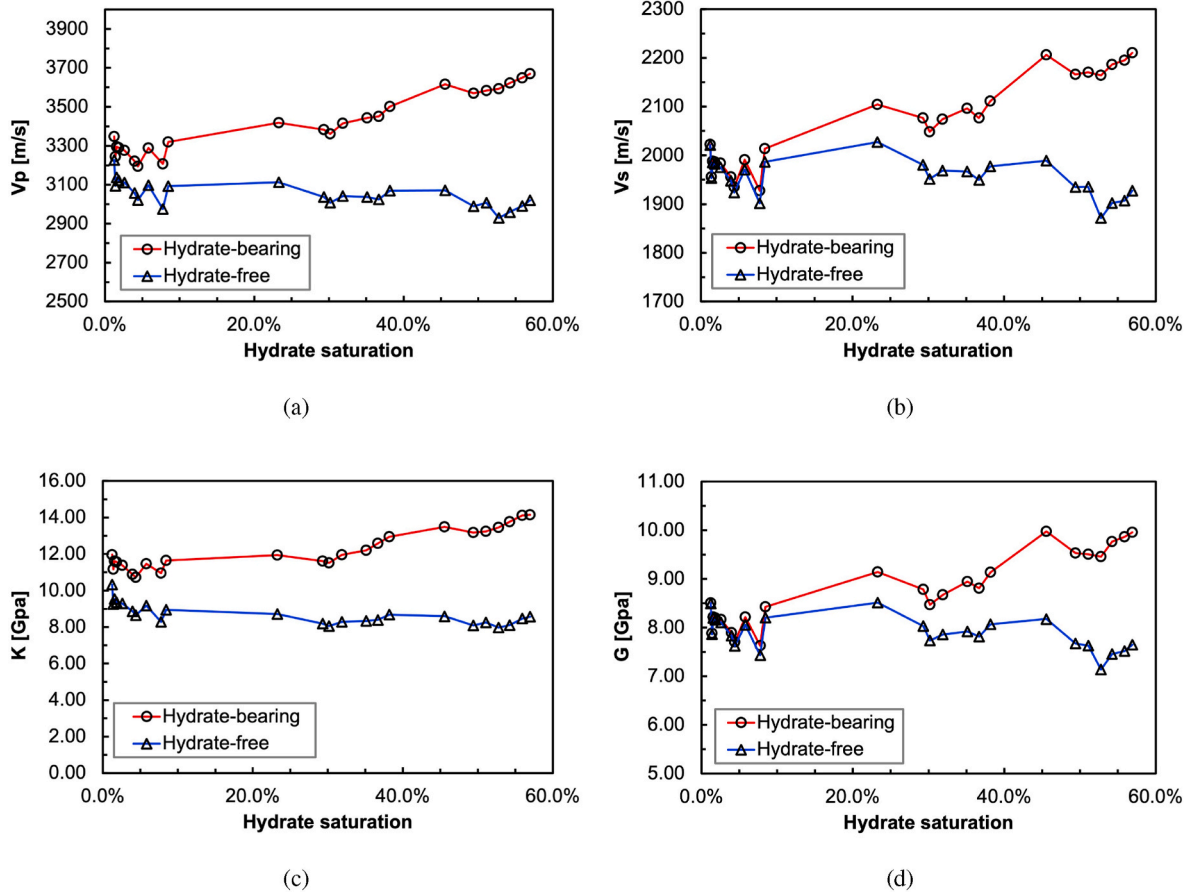 3900
3700
3500
3300
3100
2900
2700
2500
Vp [m/s]
Hydrate-bearing
Hydrate-free
0.0% 20.0% 40.0% 60.0%
Hydrate saturation
(a)
2300
2200
2100
2000
1900
1800
1700
Vs [m/s]
Hydrate-bearing
Hydrate-free
0.0% 20.0% 40.0% 60.0%
Hydrate saturation
(b)
16.00
14.00
12.00
10.00
8.00
6.00
4.00
2.00
0.00
K [Gpa]
Hydrate-bearing
Hydrate-free
0.0% 20.0% 40.0% 60.0%
Hydrate saturation
(c)
11.00
10.00
9.00
8.00
7.00
6.00
5.00
G [Gpa]
Hydrate-bearing
Hydrate-free
0.0% 20.0% 40.0% 60.0%
Hydrate saturation
(d)